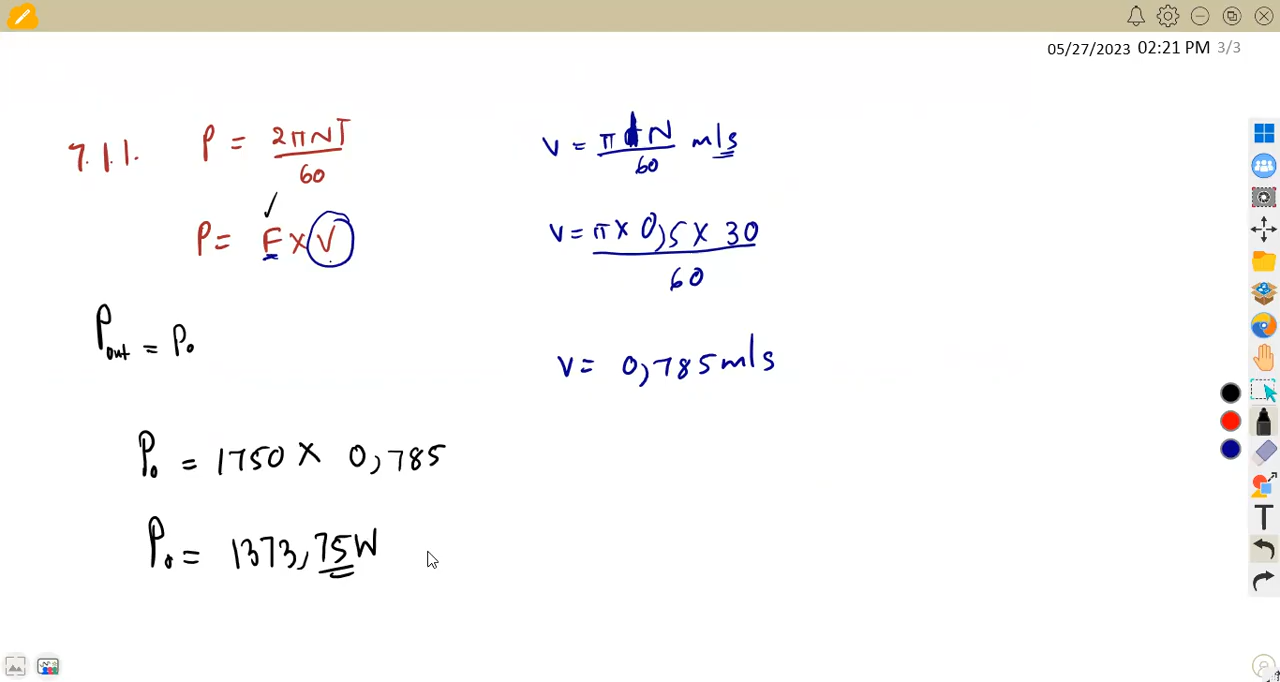 05/27/2023 02:21 PM 3/3
7.1.1. P = 2πNT
60
P = F × V
Pout = Po
Po = 1750 × 0,785
Po = 1373,75W
V = πdN m/s
60
V = π × 0,5 × 30
60
V = 0,785 m/s